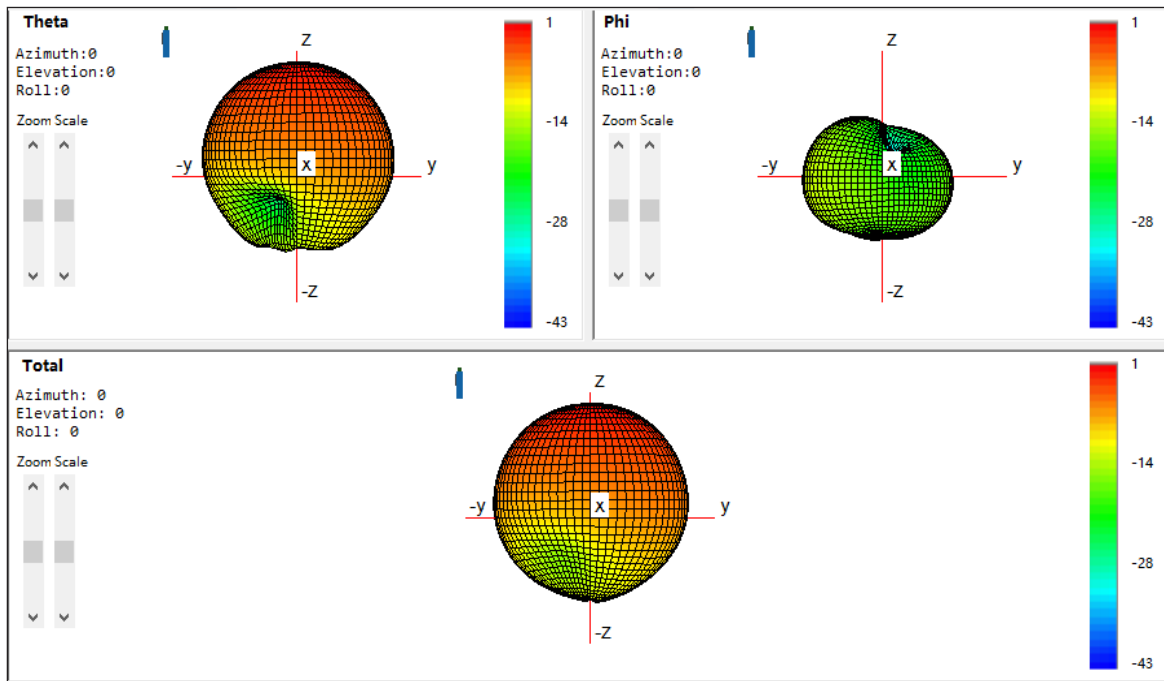 Theta
Azimuth:0
Elevation:0
Roll:0
Zoom Scale
Z
-y
X
y
-Z
1
-14
-28
-43
Phi
Azimuth:0
Elevation:0
Roll:0
Zoom Scale
Z
-y
X
y
-Z
1
-14
-28
-43
Total
Azimuth: 0
Elevation: 0
Roll: 0
Zoom Scale
Z
-y
X
y
-Z
1
-14
-28
-43